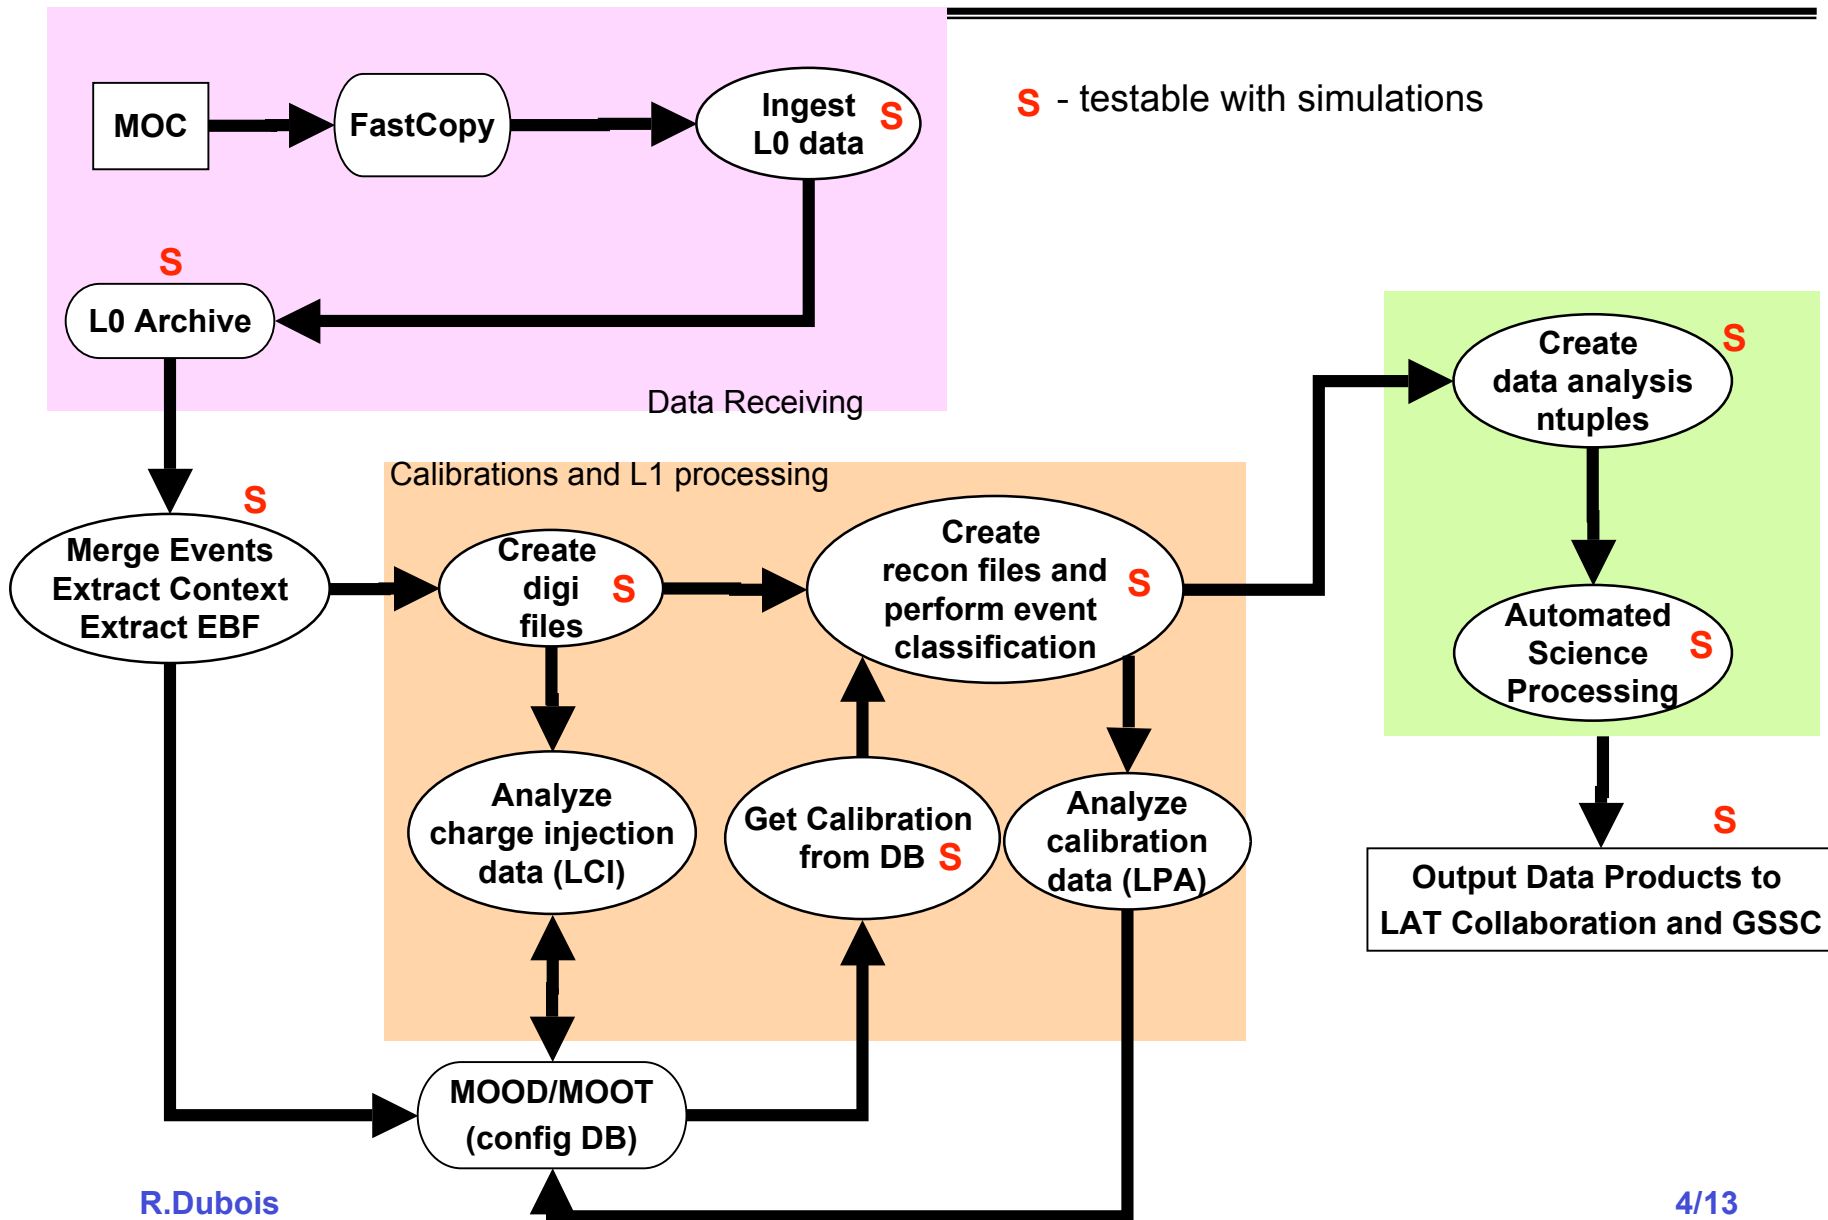 MOC
FastCopy
Ingest
L0 data
S
S - testable with simulations
S
L0 Archive
Data Receiving
S
Merge Events
Extract Context
Extract EBF
Calibrations and L1 processing
Create
digi
files
S
Create
recon files and
perform event
classification
S
Analyze
charge injection
data (LCI)
Get Calibration
from DB S
Analyze
calibration
data (LPA)
MOOD/MOOT
(config DB)
Create
data analysis
ntuples
S
Automated
Science
Processing
S
S
Output Data Products to
LAT Collaboration and GSSC
R.Dubois
4/13